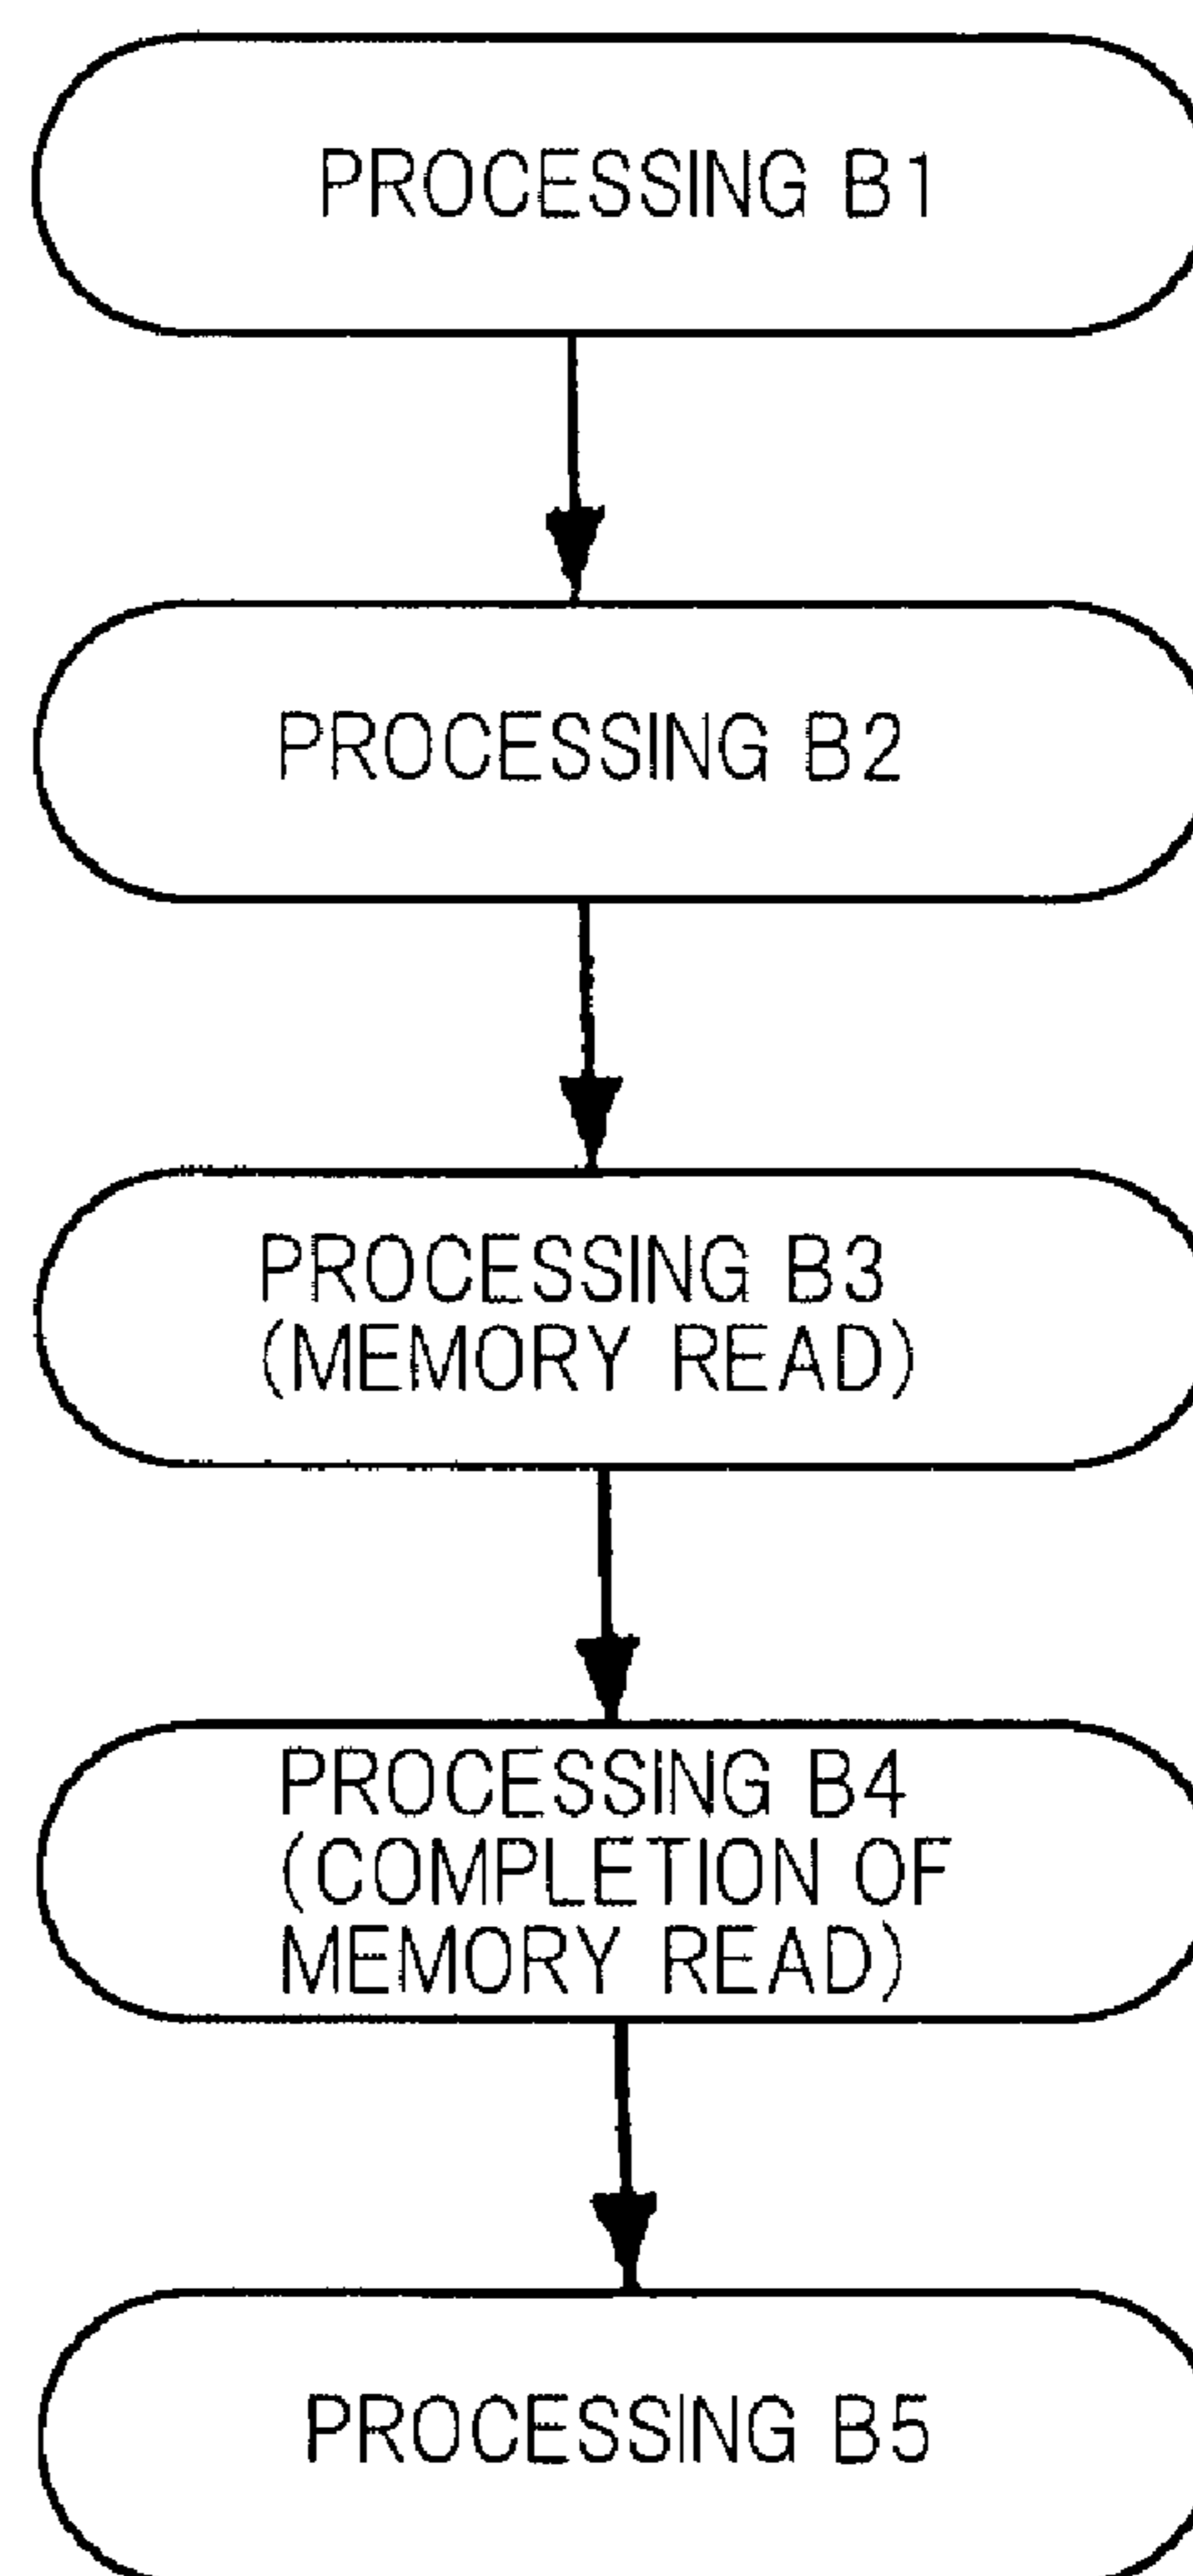 PROCESSING B1
PROCESSING B2
PROCESSING B3
(MEMORY READ)
PROCESSING B4
(COMPLETION OF
MEMORY READ)
PROCESSING B5